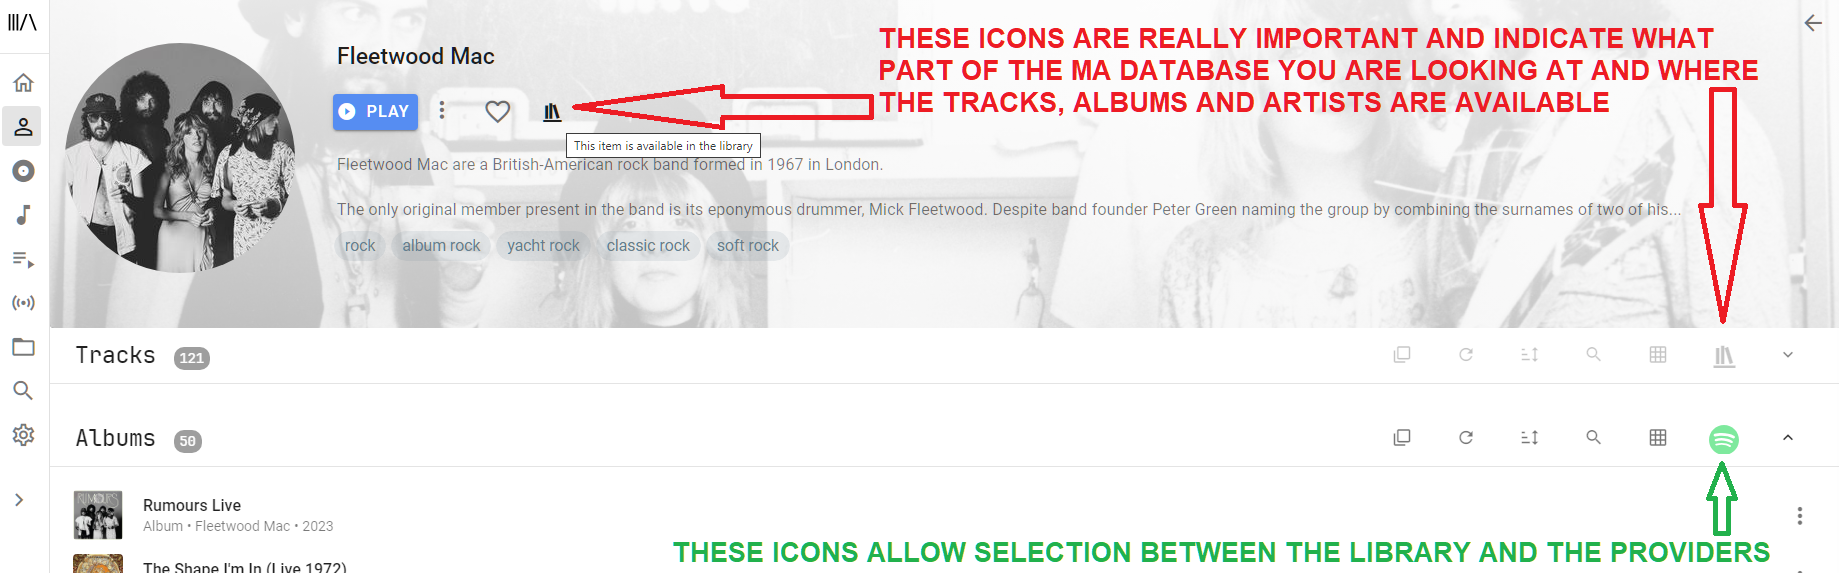 Fleetwood Mac
THESE ICONS ARE REALLY IMPORTANT AND INDICATE WHAT
PART OF THE MA DATABASE YOU ARE LOOKING AT AND WHERE
THE TRACKS, ALBUMS AND ARTISTS ARE AVAILABLE
PLAY
This item is available in the library
Fleetwood Mac are a British-American rock band formed in 1967 in London.
The only original member present in the band is its eponymous drummer, Mick Fleetwood. Despite band founder Peter Green naming the group by combining the surnames of two of his...
rock album rock yacht rock classic rock soft rock
Tracks 121
Albums 50
RUMOURS
Rumours Live
Album • Fleetwood Mac • 2023
THESE ICONS ALLOW SELECTION BETWEEN THE LIBRARY AND THE PROVIDERS
The Shape I'm In (Live 1972)